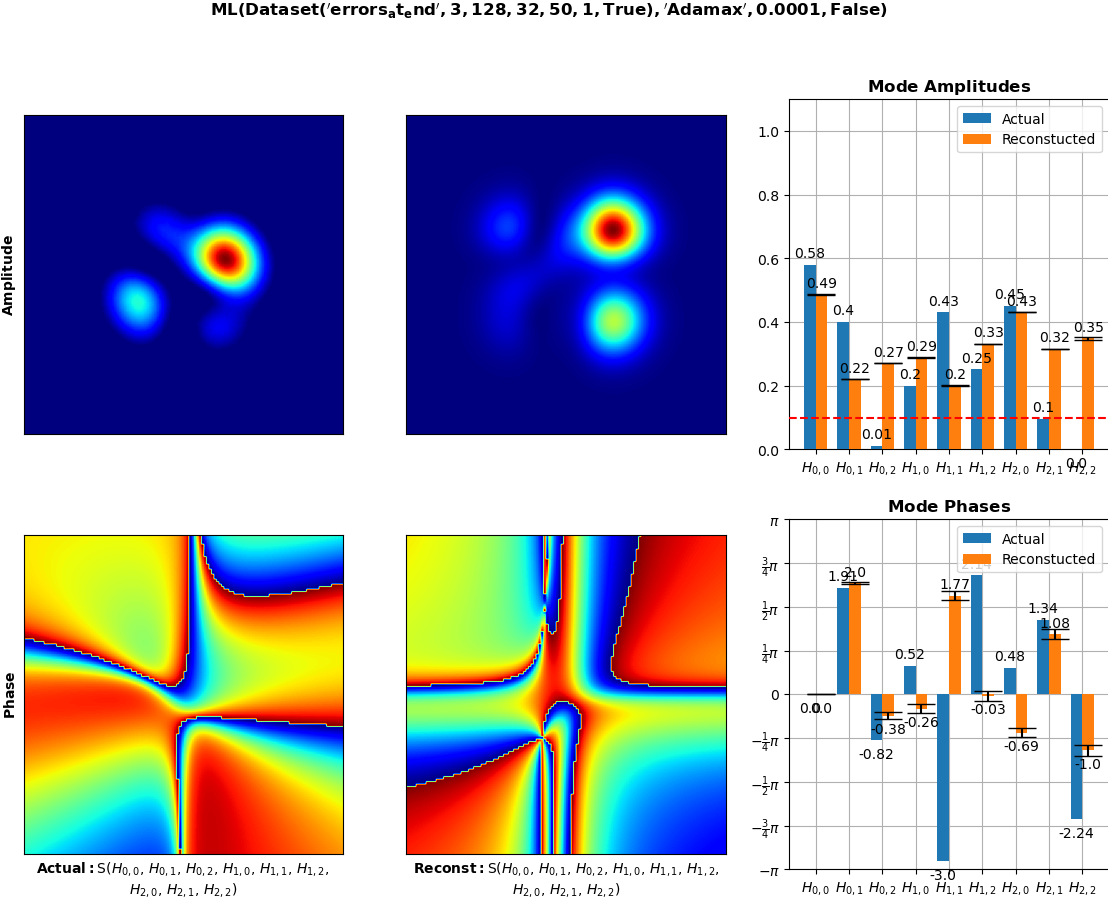 ML(Dataset('errors_at_end', 3, 128, 32, 50, 1, True), 'Adamax', 0.0001, False)
Amplitude
Mode Amplitudes
Actual
Reconstucted
1.0
0.8
0.6
0.4
0.2
0.0
0.58
0.49
0.4
0.22
0.01
0.27
0.2
0.29
0.43
0.2
0.25
0.33
0.45
0.43
0.1
0.32
0.0
0.35
H0,0 H0,1 H0,2 H1,0 H1,1 H1,2 H2,0 H2,1 H2,2
Phase
Mode Phases
Actual
Reconstucted
π
3/4π
1/2π
1/4π
0
−1/4π
−1/2π
−3/4π
−π
0.0
0.0
1.91
2.0
-0.82
-0.38
0.52
-0.26
-3.0
1.77
-0.03
0.48
-0.69
1.34
1.08
-2.24
-1.0
H0,0 H0,1 H0,2 H1,0 H1,1 H1,2 H2,0 H2,1 H2,2
Actual: S(H0,0, H0,1, H0,2, H1,0, H1,1, H1,2,
H2,0, H2,1, H2,2)
Reconst: S(H0,0, H0,1, H0,2, H1,0, H1,1, H1,2,
H2,0, H2,1, H2,2)